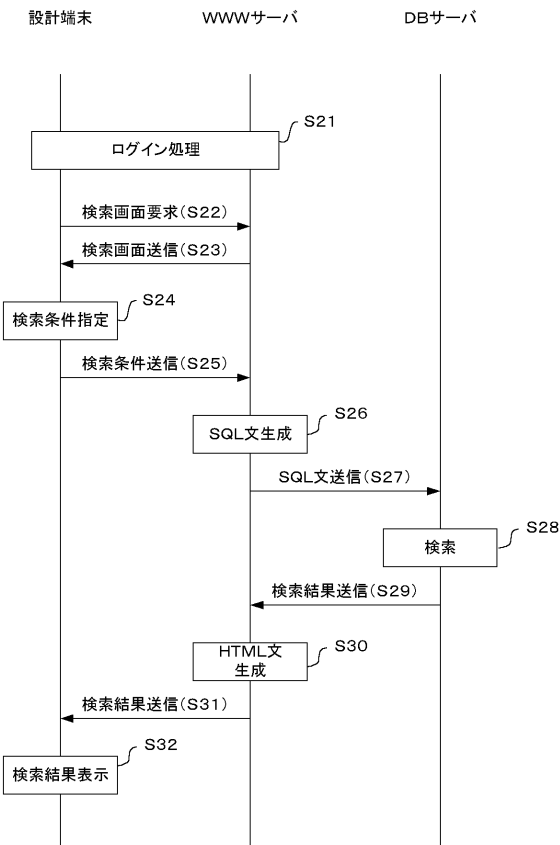 設計端末
WWWサーバ
DBサーバ
S21
ログイン処理
検索画面要求(S22)
検索画面送信(S23)
S24
検索条件指定
検索条件送信(S25)
S26
SQL文生成
SQL文送信(S27)
S28
検索
検索結果送信(S29)
S30
HTML文
生成
検索結果送信(S31)
S32
検索結果表示